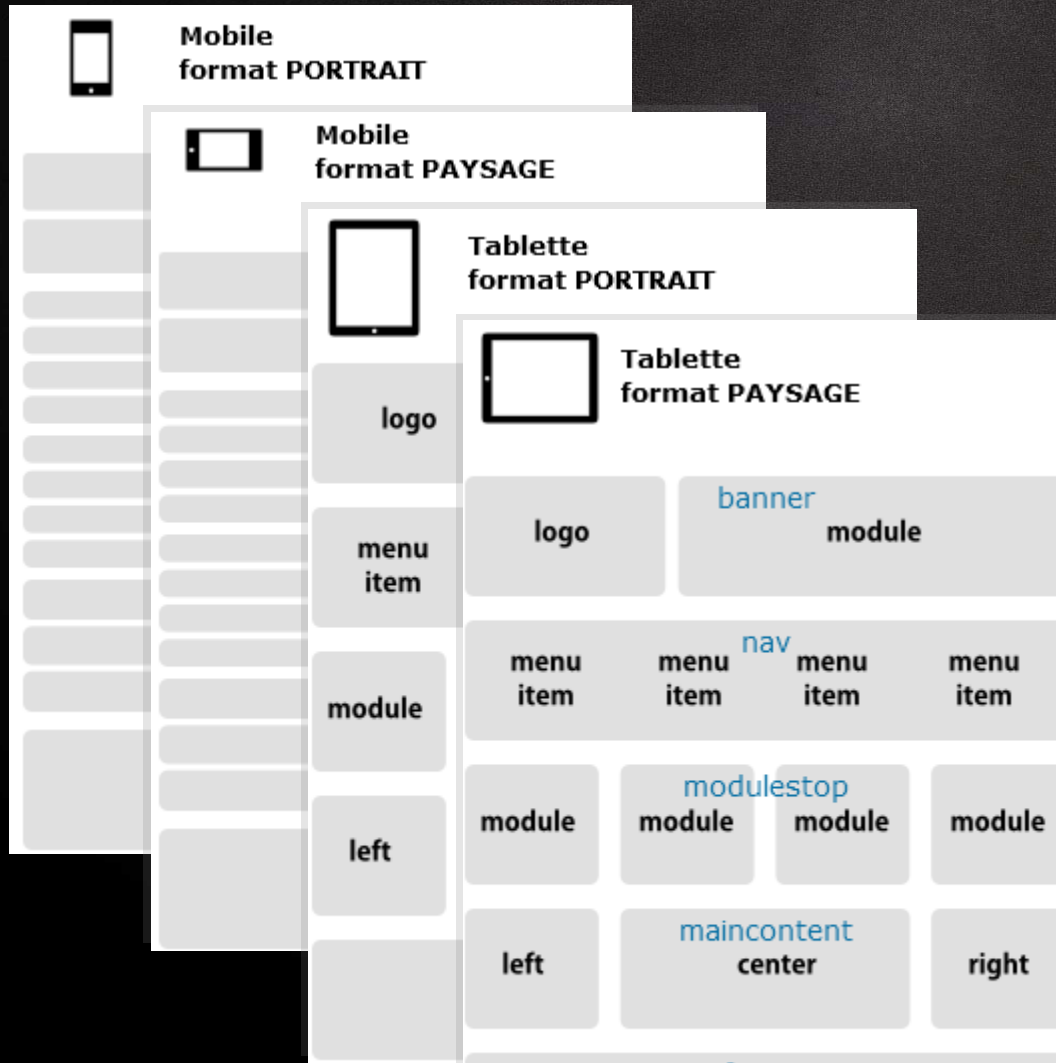 Mobile
format PORTRAIT
Mobile
format PAYSAGE
Tablette
format PORTRAIT
logo
menu
item
module
left
Tablette
format PAYSAGE
logo
banner
module
nav
menu menu menu menu
item item item item
modulestop
module module module module
maincontent
left center right